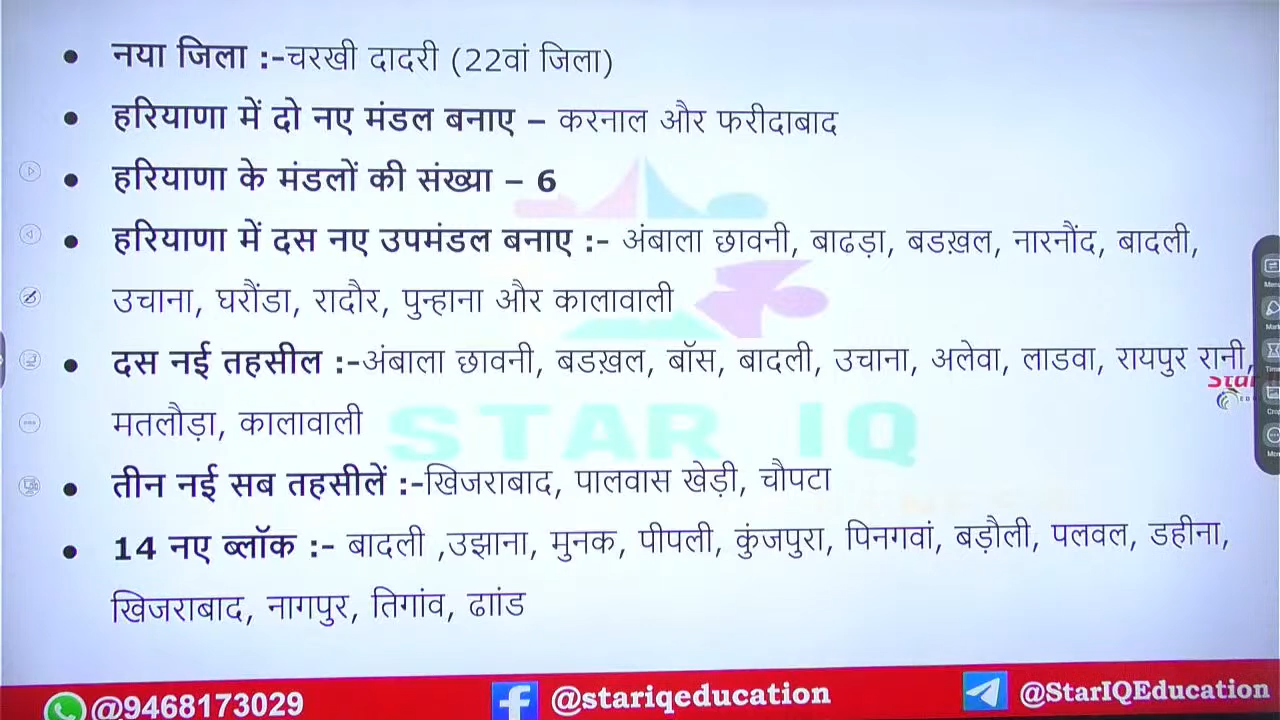 • नया जिला :-चरखी दादरी (22वां जिला)
• हरियाणा में दो नए मंडल बनाए – करनाल और फरीदाबाद
• हरियाणा के मंडलों की संख्या – 6
• हरियाणा में दस नए उपमंडल बनाए :- अंबाला छावनी, बाढड़ा, बडख़ल, नारनौंद, बादली,
उचाना, घरौंडा, रादौर, पुन्हाना और कालावाली
• दस नई तहसील :-अंबाला छावनी, बडख़ल, बॉस, बादली, उचाना, अलेवा, लाडवा, रायपुर रानी,
मतलौड़ा, कालावाली
• तीन नई सब तहसीलें :-खिजराबाद, पालवास खेड़ी, चौपटा
• 14 नए ब्लॉक :- बादली ,उझाना, मुनक, पीपली, कुंजपुरा, पिनगवां, बड़ौली, पलवल, डहीना,
खिजराबाद, नागपुर, तिगांव, ढाांड
STAR IQ
@9468173029 @stariqeducation @StarIQEducation